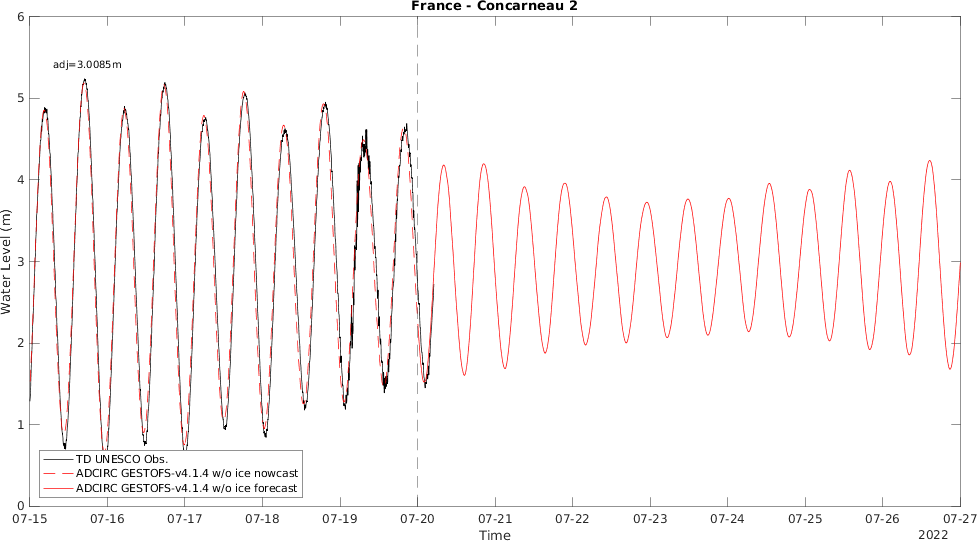 France - Concarneau 2
adj=3.0085m
Water Level (m)
6
5
4
3
2
1
0
TD UNESCO Obs.
ADCIRC GESTOFS-v4.1.4 w/o ice nowcast
ADCIRC GESTOFS-v4.1.4 w/o ice forecast
07-15 07-16 07-17 07-18 07-19 07-20 07-21 07-22 07-23 07-24 07-25 07-26 07-27
Time
2022